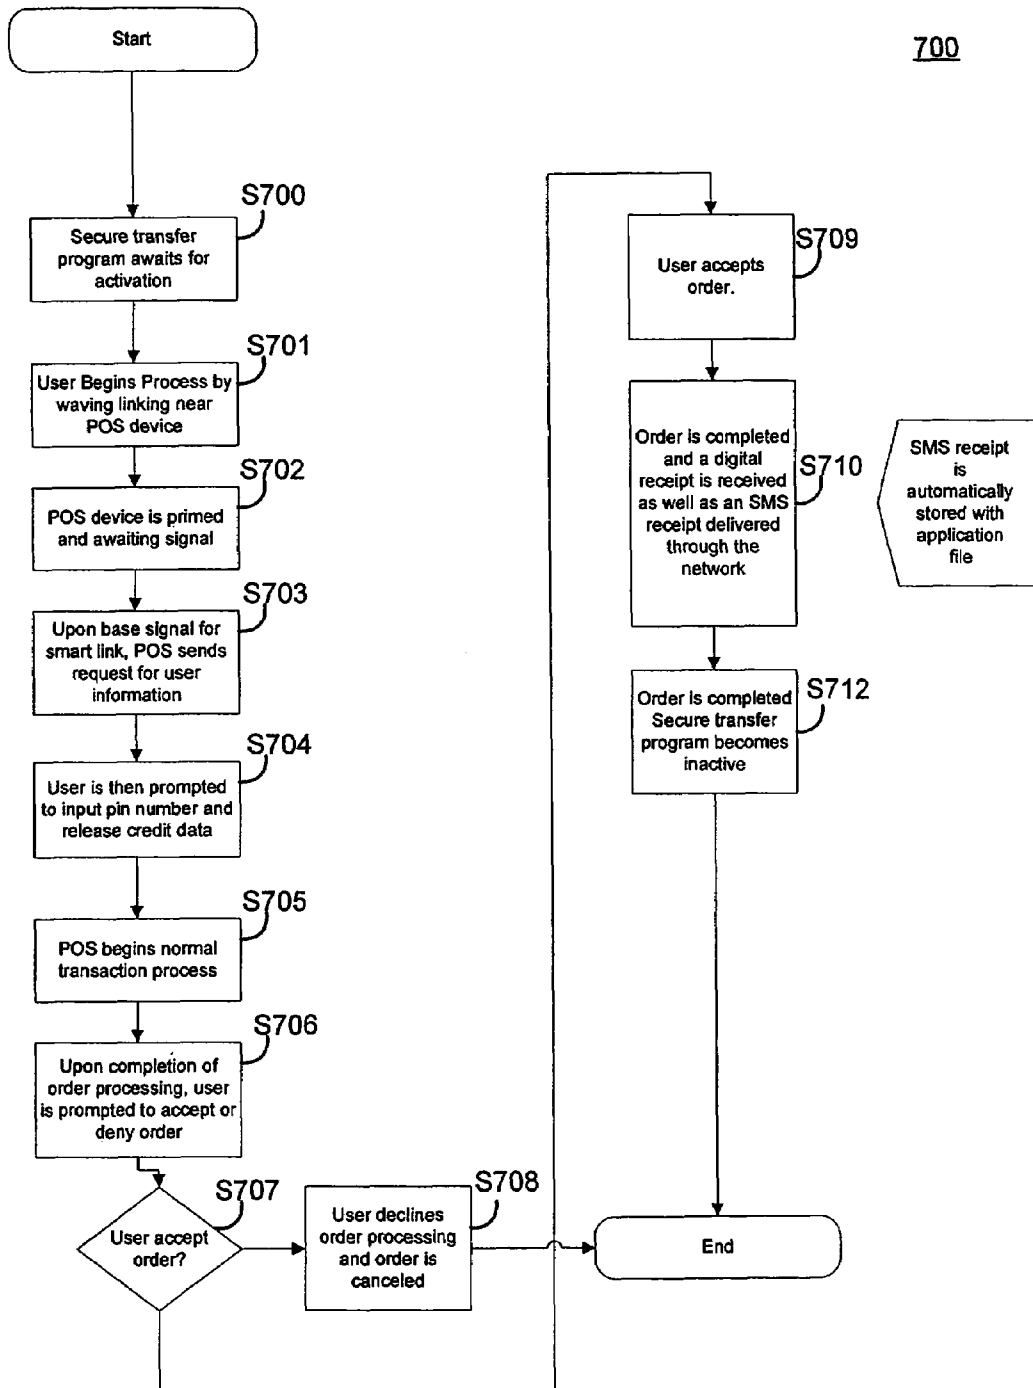 Start
700
S700
Secure transfer
program awaits for
activation
S701
User Begins Process by
waving linking near
POS device
S702
POS device is primed
and awaiting signal
S703
Upon base signal for
smart link, POS sends
request for user
information
S704
User is then prompted
to input pin number and
release credit data
S705
POS begins normal
transaction process
S706
Upon completion of
order processing, user
is prompted to accept or
deny order
S707
User accept
order?
S708
User declines
order processing
and order is
canceled
S709
User accepts
order.
S710
Order is completed
and a digital
receipt is received
as well as an SMS
receipt delivered
through the
network
SMS receipt
is
automatically
stored with
application
file
S712
Order is completed
Secure transfer
program becomes
inactive
End